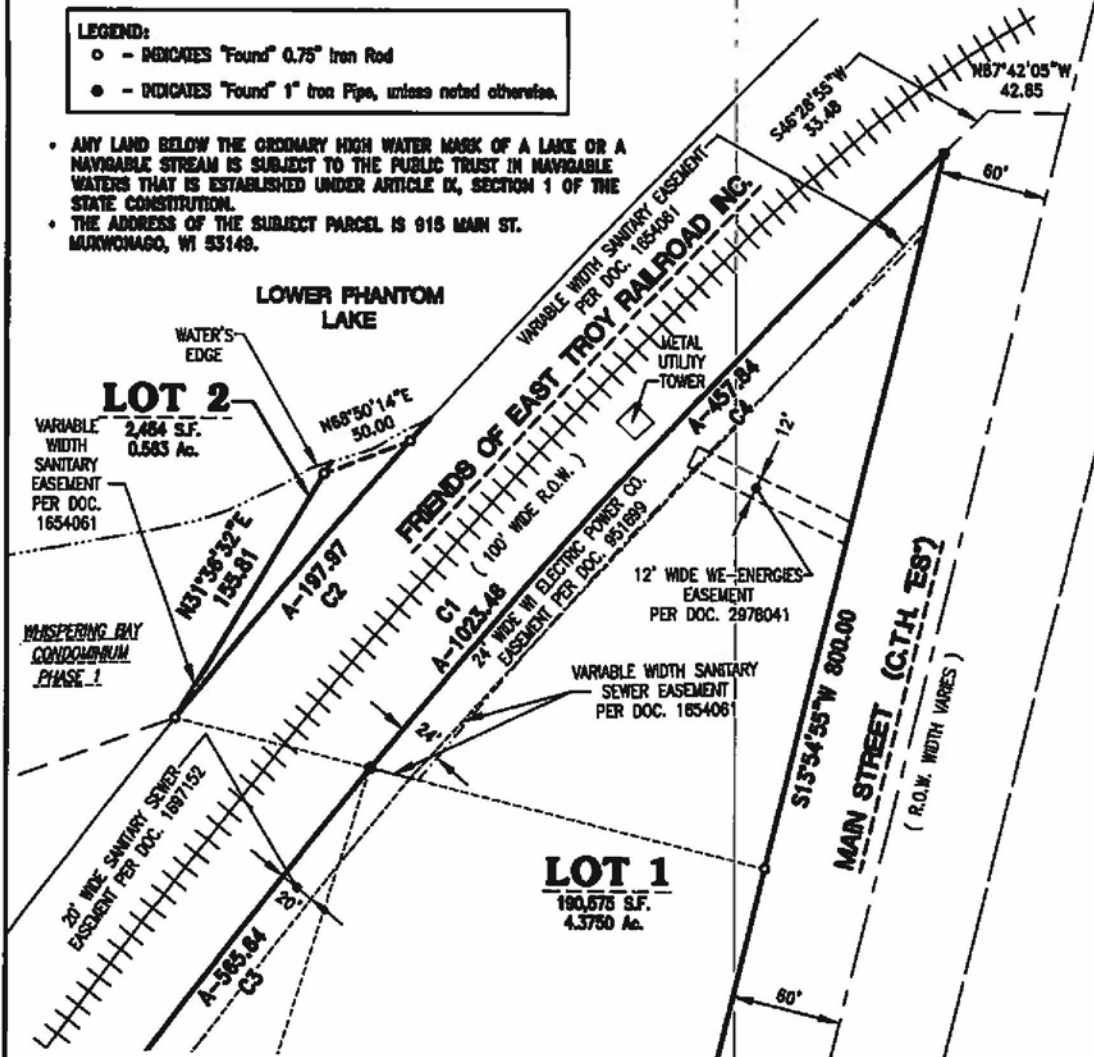 LEGEND:
○ - INDICATES "Found" 0.75" Iron Rod
● - INDICATES "Found" 1" Iron Pipe, unless noted otherwise.
• ANY LAND BELOW THE ORDINARY HIGH WATER MARK OF A LAKE OR A
NAVIGABLE STREAM IS SUBJECT TO THE PUBLIC TRUST IN NAVIGABLE
WATERS THAT IS ESTABLISHED UNDER ARTICLE IX, SECTION 1 OF THE
STATE CONSTITUTION.
• THE ADDRESS OF THE SUBJECT PARCEL IS 915 MAIN ST.
MUKWONAGO, WI 53149.
N87°42'05"W
42.85
S46°28'55"W
33.48
60'
VARIABLE WIDTH SANITARY EASEMENT
PER DOC. 1654061
FRIENDS OF EAST TROY RAILROAD INC.
( 100' WIDE R.O.W. )
LOWER PHANTOM
LAKE
WATER'S
EDGE
LOT 2
2,464 S.F.
0.563 Ac.
N68°50'14"E
50.00
VARIABLE
WIDTH
SANITARY
EASEMENT
PER DOC.
1654061
N31°36'32"E
155.81
A-197.97
C2
METAL
UTILITY
TOWER
A-457.84
C4
12'
C1
A-1023.48
24' WIDE WI ELECTRIC POWER CO.
EASEMENT PER DOC. 951899
12' WIDE WE-ENERGIES
EASEMENT
PER DOC. 2978041
WHISPERING BAY
CONDOMINIUM
PHASE 1
VARIABLE WIDTH SANITARY
SEWER EASEMENT
PER DOC. 1654061
24'
S13°54'55"W 800.00
MAIN STREET (C.T.H. "ES")
( R.O.W. WIDTH VARIES )
20' WIDE SANITARY SEWER
EASEMENT PER DOC. 1697152
20'
A-565.64
C3
LOT 1
190,575 S.F.
4.3750 Ac.
60'